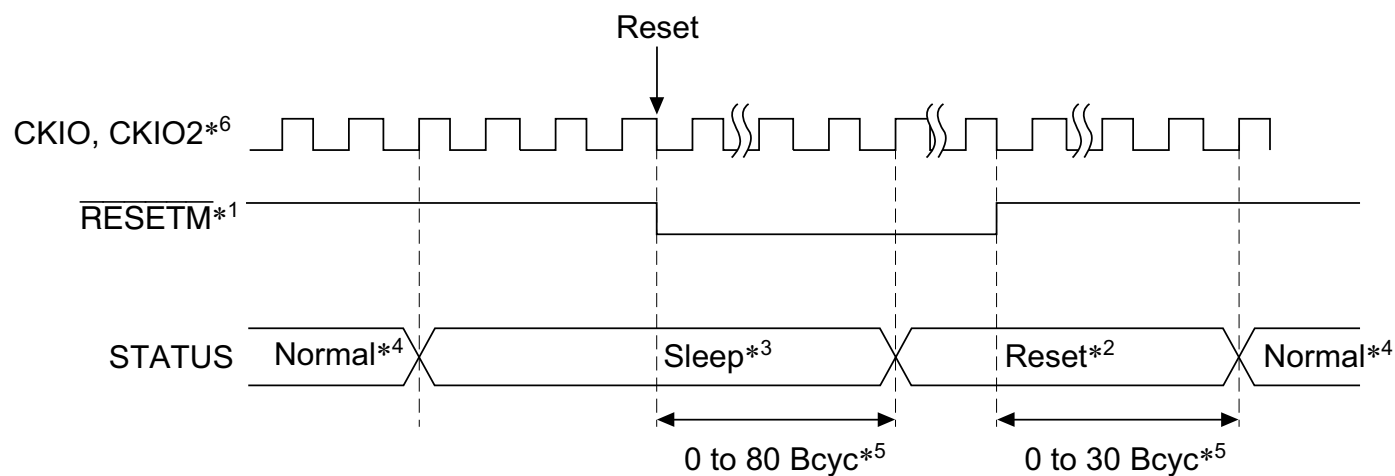 Reset
CKIO, CKIO2*6
RESETM*1
STATUS
Normal*4
Sleep*3
Reset*2
Normal*4
0 to 80 Bcyc*5
0 to 30 Bcyc*5